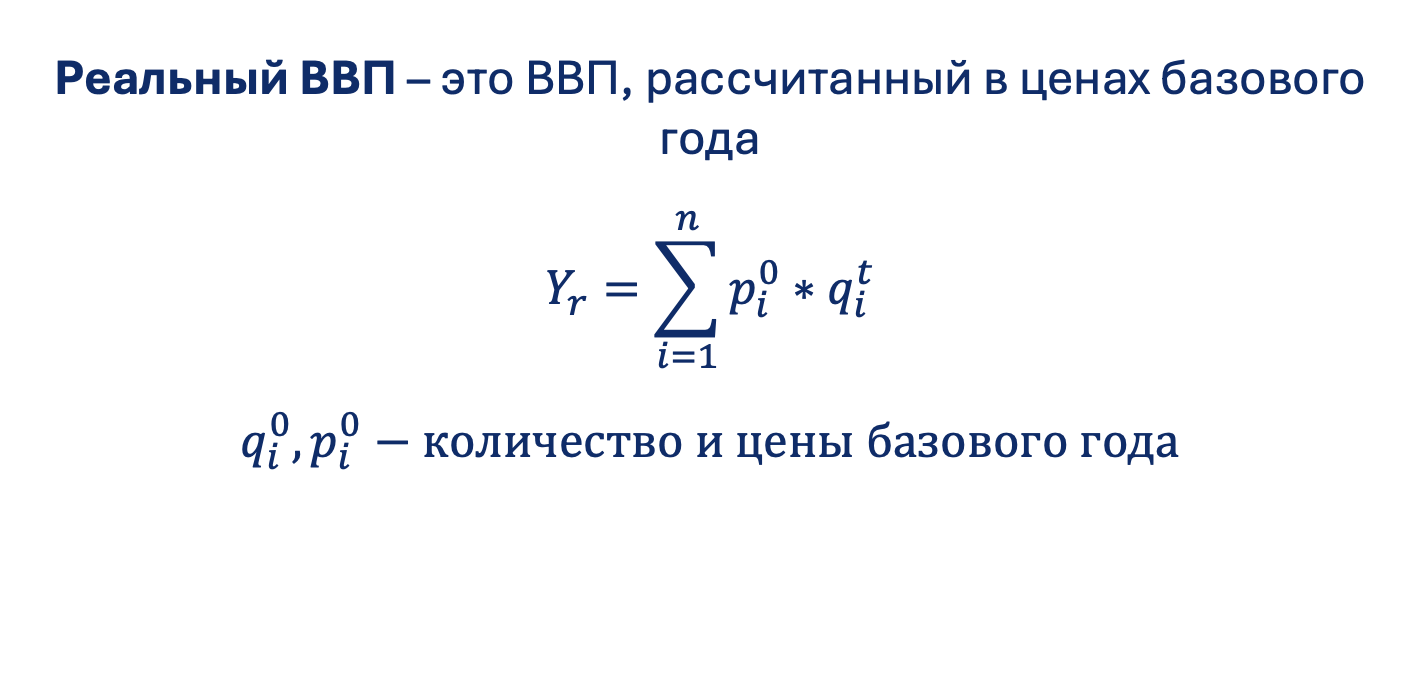 Реальный ВВП – это ВВП, рассчитанный в ценах базового
года
n
Y_r = ∑ p_i^0 * q_i^t
i=1
q_i^0, p_i^0 – количество и цены базового года